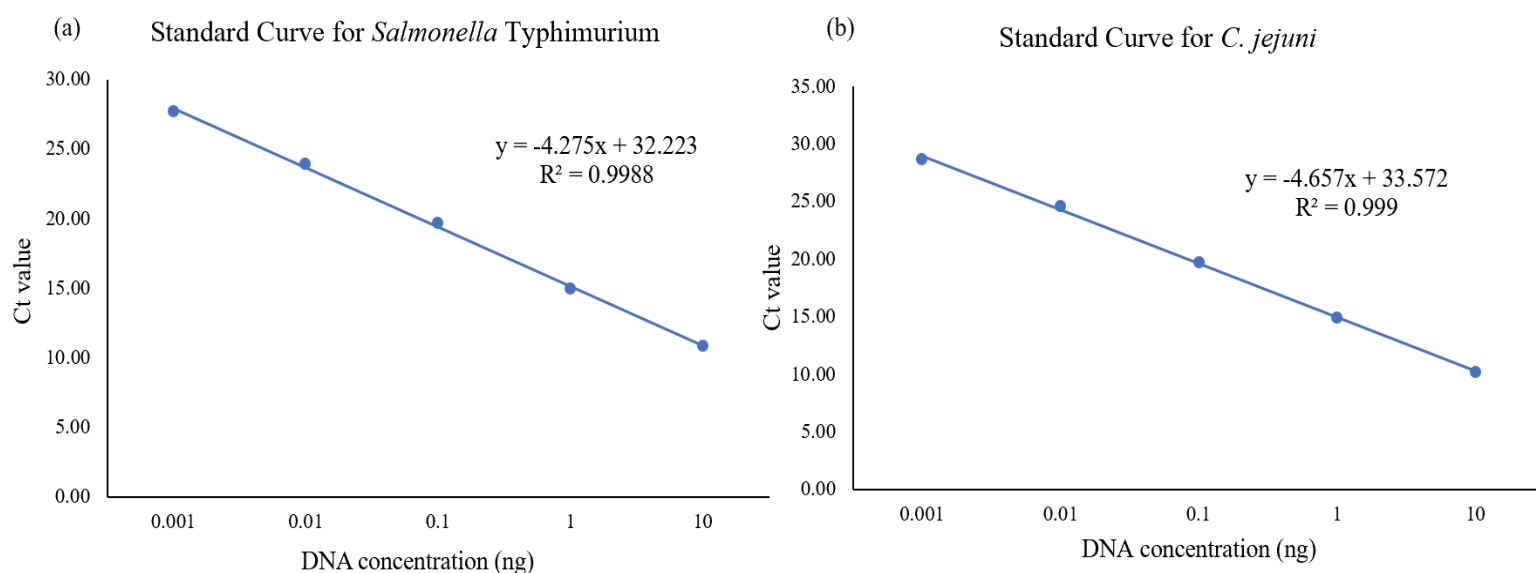 (a)
Standard Curve for Salmonella Typhimurium
30.00
25.00
20.00
15.00
10.00
5.00
0.00
Ct value
y = -4.275x + 32.223
R² = 0.9988
0.001 0.01 0.1 1 10
DNA concentration (ng)
(b)
Standard Curve for C. jejuni
35.00
30.00
25.00
20.00
15.00
10.00
5.00
0.00
Ct value
y = -4.657x + 33.572
R² = 0.999
0.001 0.01 0.1 1 10
DNA concentration (ng)